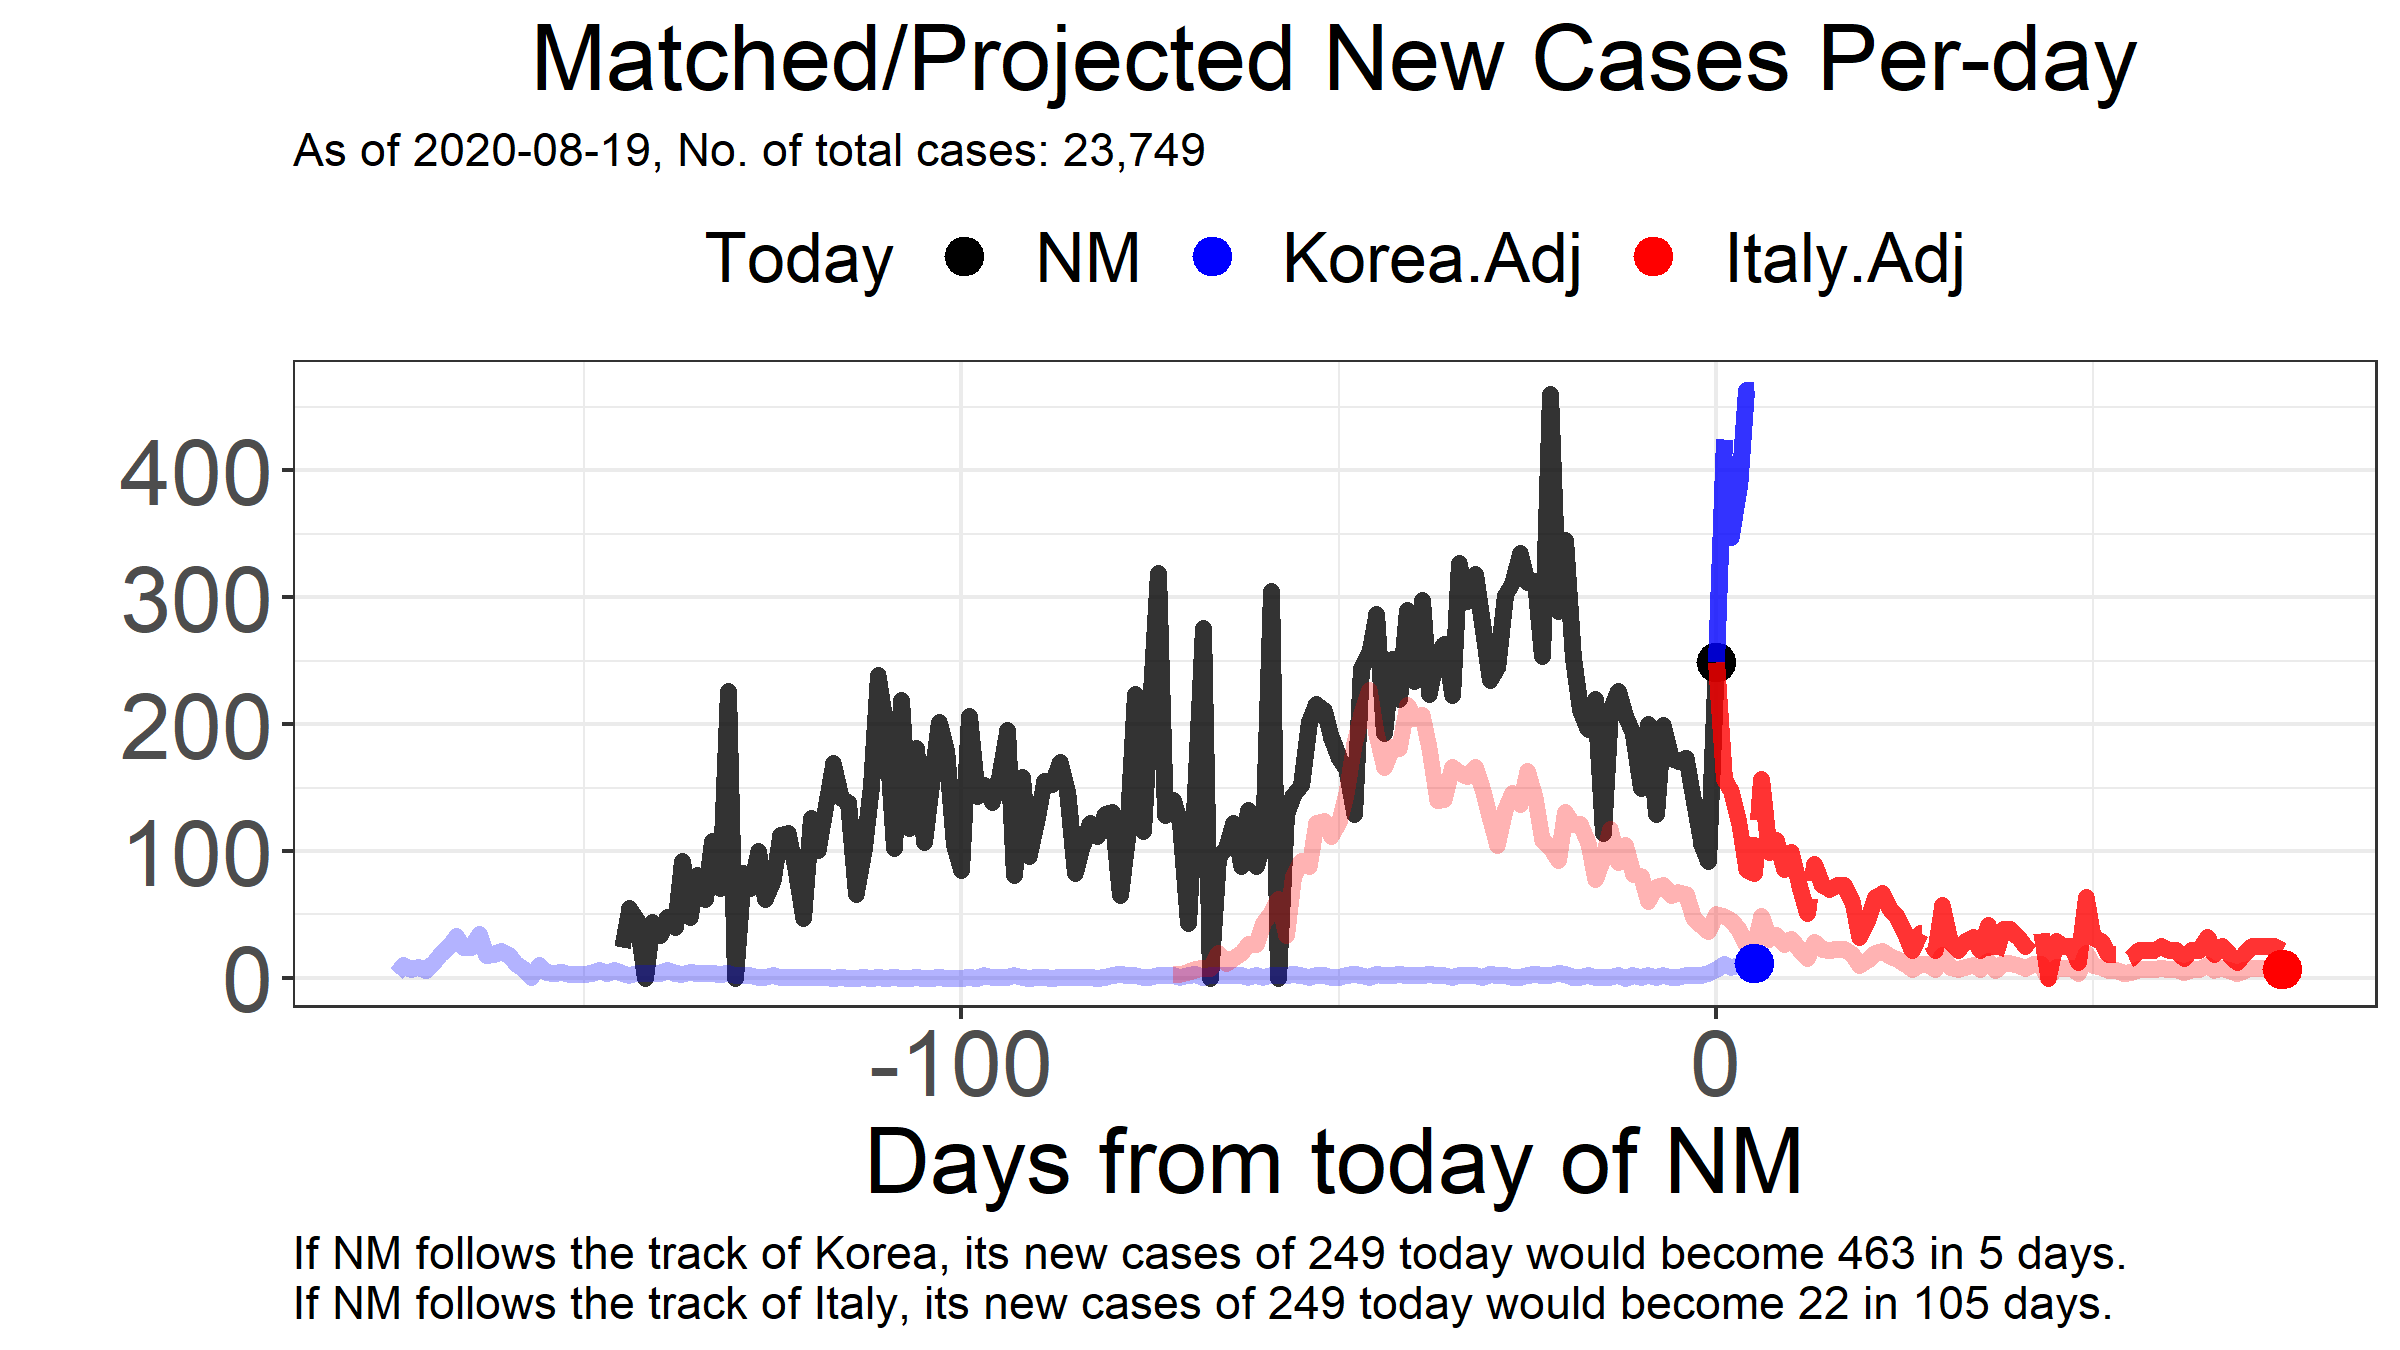 Matched/Projected New Cases Per-day
As of 2020-08-19, No. of total cases: 23,749
Today NM Korea.Adj Italy.Adj
400
300
200
100
0
-100 0
Days from today of NM
If NM follows the track of Korea, its new cases of 249 today would become 463 in 5 days.
If NM follows the track of Italy, its new cases of 249 today would become 22 in 105 days.